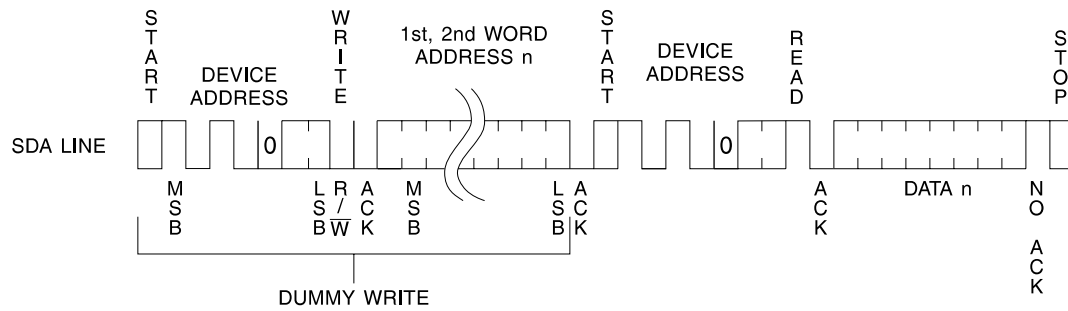 START
WRITE
1st, 2nd WORD
ADDRESS n
START
READ
STOP
DEVICE
ADDRESS
DEVICE
ADDRESS
SDA LINE
0
0
MSB
LSB
R/W̅
ACK
MSB
LSB
ACK
ACK
DATA n
NO ACK
DUMMY WRITE